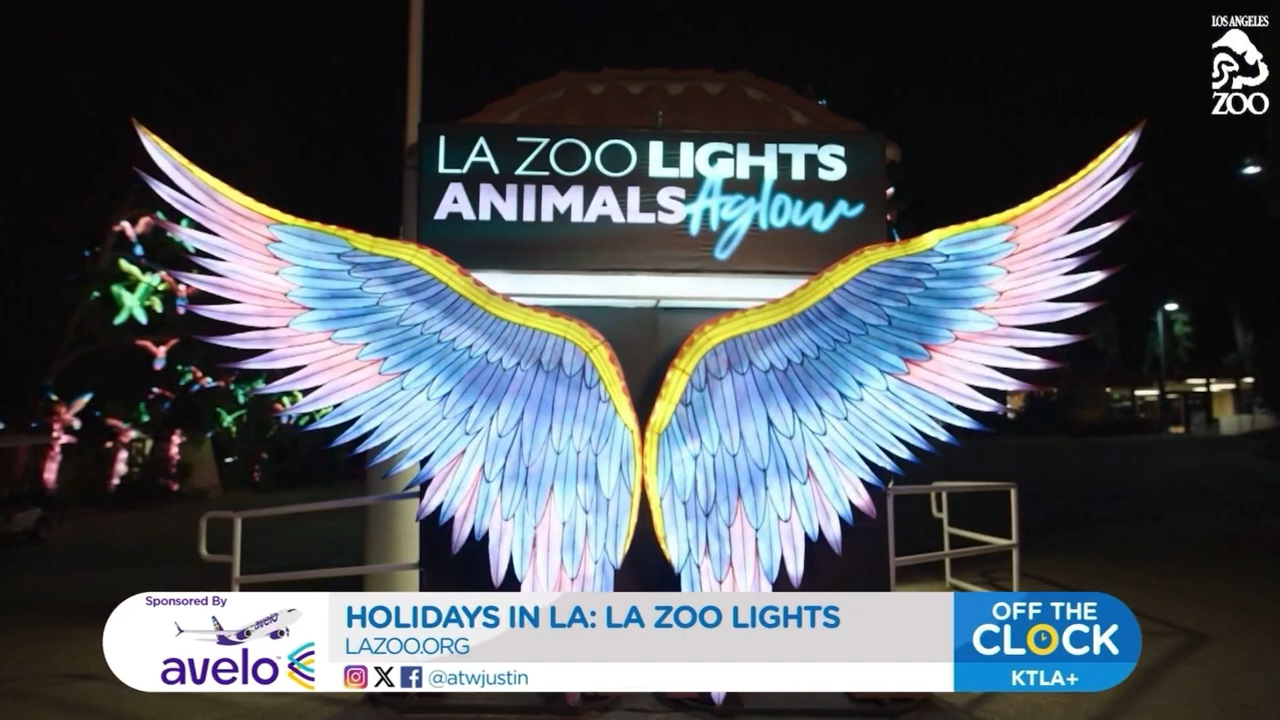 LOS ANGELES
ZOO
LA ZOO LIGHTS
ANIMALS Aglow
Sponsored By
avelo
avelo
HOLIDAYS IN LA: LA ZOO LIGHTS
LAZOO.ORG
@atwjustin
OFF THE
CLOCK
KTLA+